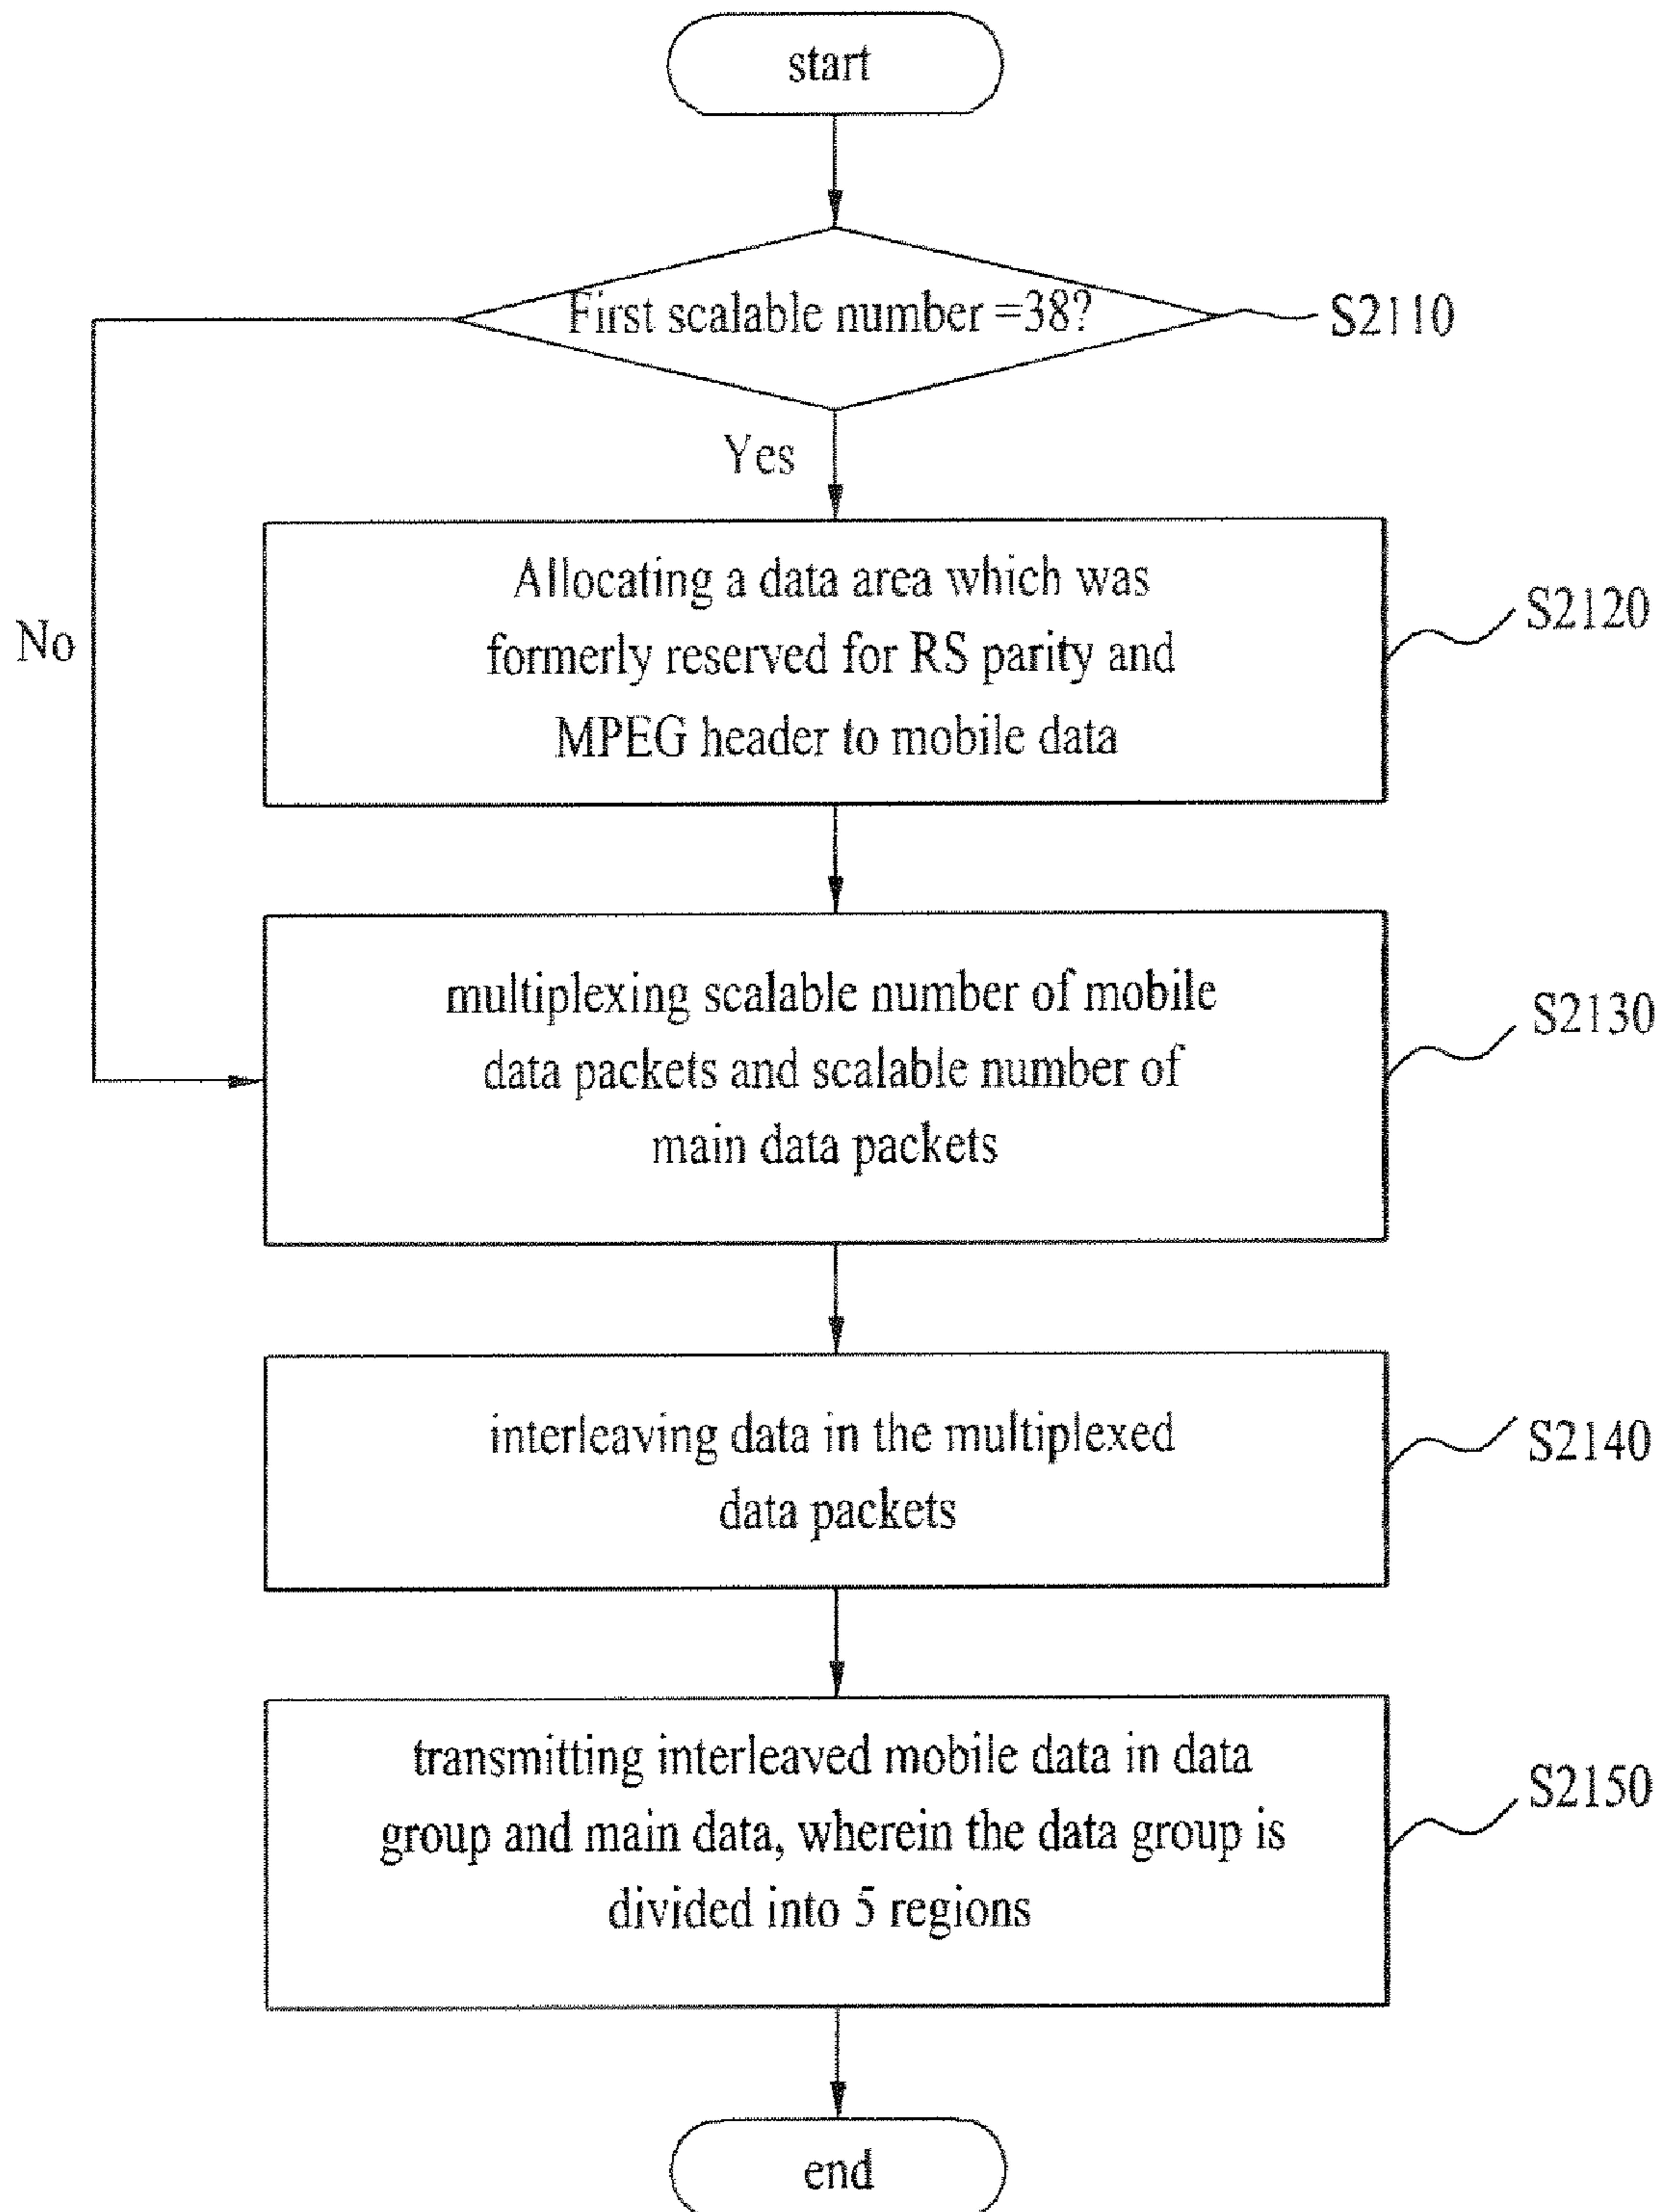 start
First scalable number =38?
S2110
Yes
No
Allocating a data area which was
formerly reserved for RS parity and
MPEG header to mobile data
S2120
multiplexing scalable number of mobile
data packets and scalable number of
main data packets
S2130
interleaving data in the multiplexed
data packets
S2140
transmitting interleaved mobile data in data
group and main data, wherein the data group is
divided into 5 regions
S2150
end